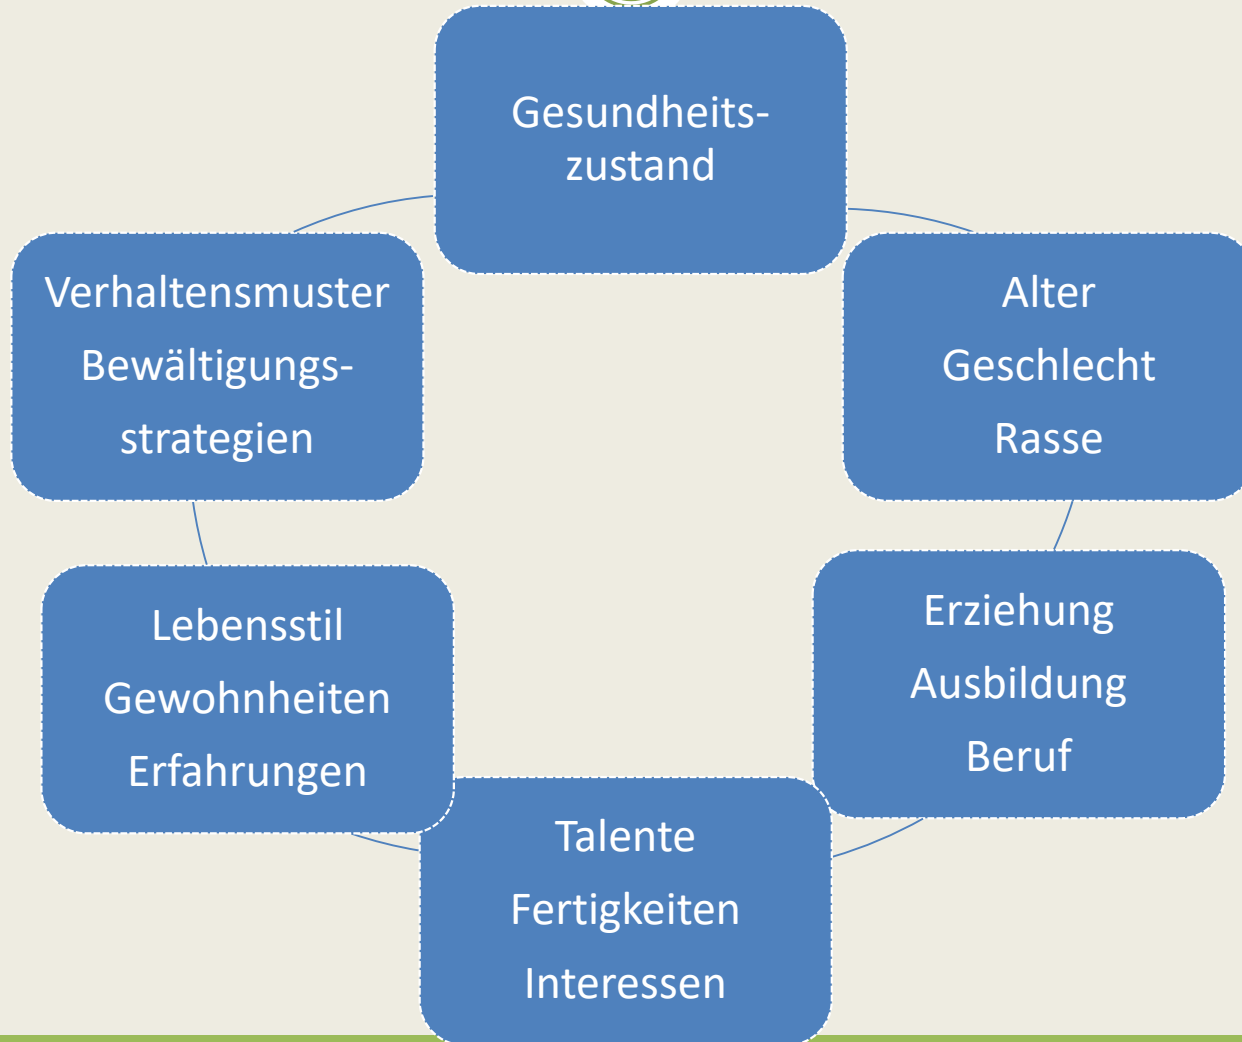 Gesundheits-
zustand
Alter
Geschlecht
Rasse
Erziehung
Ausbildung
Beruf
Talente
Fertigkeiten
Interessen
Lebensstil
Gewohnheiten
Erfahrungen
Verhaltensmuster
Bewältigungs-
strategien